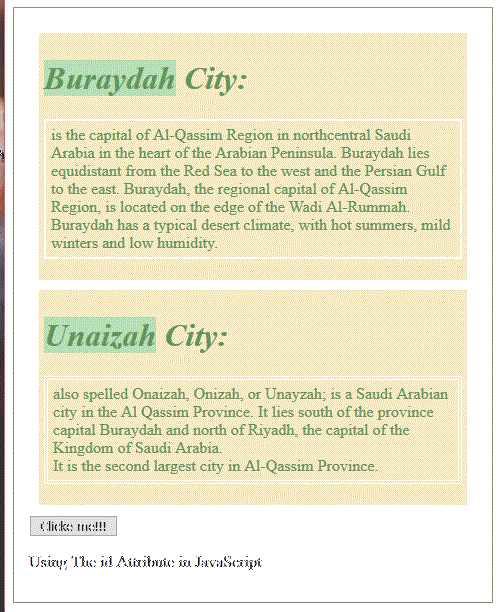 Buraydah City:
is the capital of Al-Qassim Region in northcentral Saudi
Arabia in the heart of the Arabian Peninsula. Buraydah lies
equidistant from the Red Sea to the west and the Persian Gulf
to the east. Buraydah, the regional capital of Al-Qassim
Region, is located on the edge of the Wadi Al-Rummah.
Buraydah has a typical desert climate, with hot summers, mild
winters and low humidity.
Unaizah City:
also spelled Onaizah, Onizah, or Unayzah; is a Saudi Arabian
city in the Al Qassim Province. It lies south of the province
capital Buraydah and north of Riyadh, the capital of the
Kingdom of Saudi Arabia.
It is the second largest city in Al-Qassim Province.
Clicke me!!!
Using The id Attribute in JavaScript